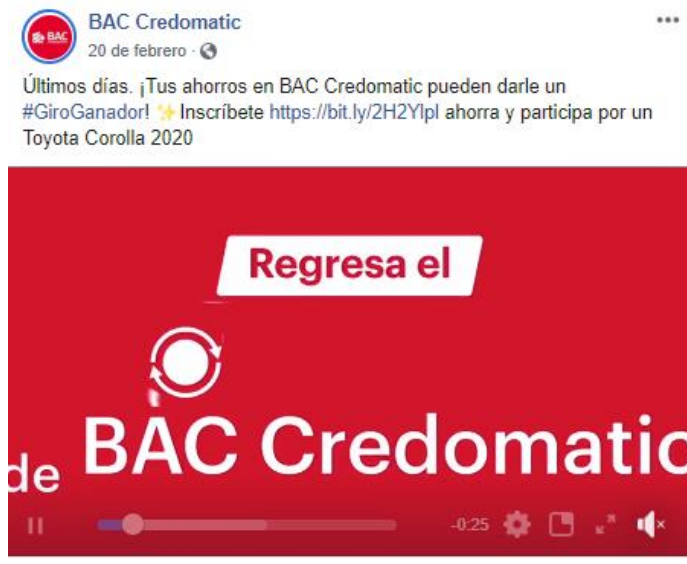 BAC Credomatic
BAC
20 de febrero
Últimos días. ¡Tus ahorros en BAC Credomatic pueden darle un
#GiroGanador! ✨Inscríbete https://bit.ly/2H2Ylpl ahorra y participa por un
Toyota Corolla 2020
Regresa el
de BAC Credomatic
-0:25